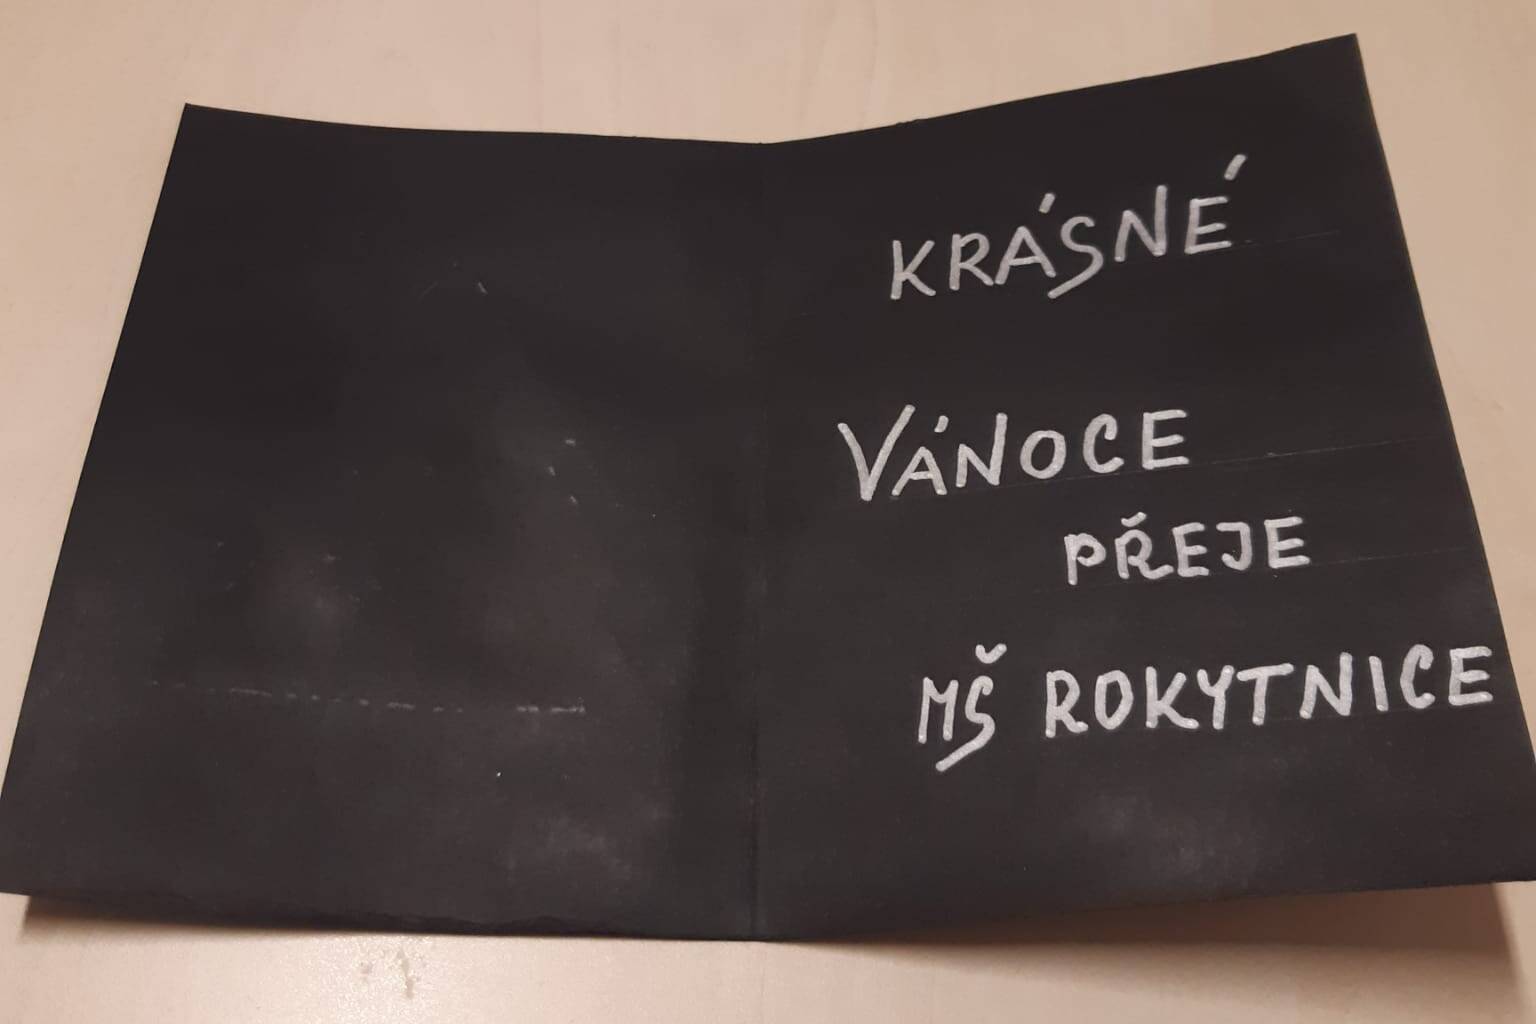 KRÁSNÉ
VÁNOCE
PŘEJE
MŠ ROKYTNICE